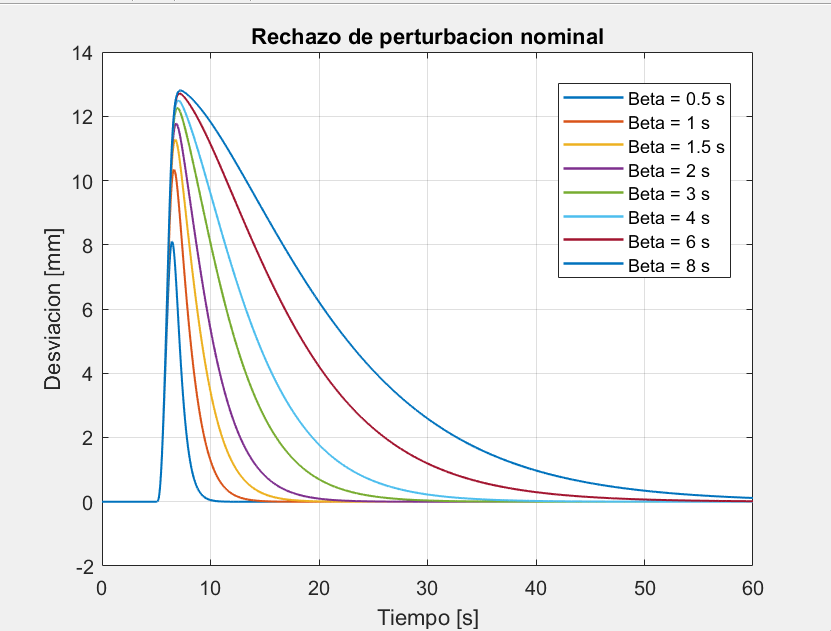 Rechazo de perturbacion nominal
14
12
10
8
6
4
2
0
-2
Desviacion [mm]
Beta = 0.5 s
Beta = 1 s
Beta = 1.5 s
Beta = 2 s
Beta = 3 s
Beta = 4 s
Beta = 6 s
Beta = 8 s
0 10 20 30 40 50 60
Tiempo [s]